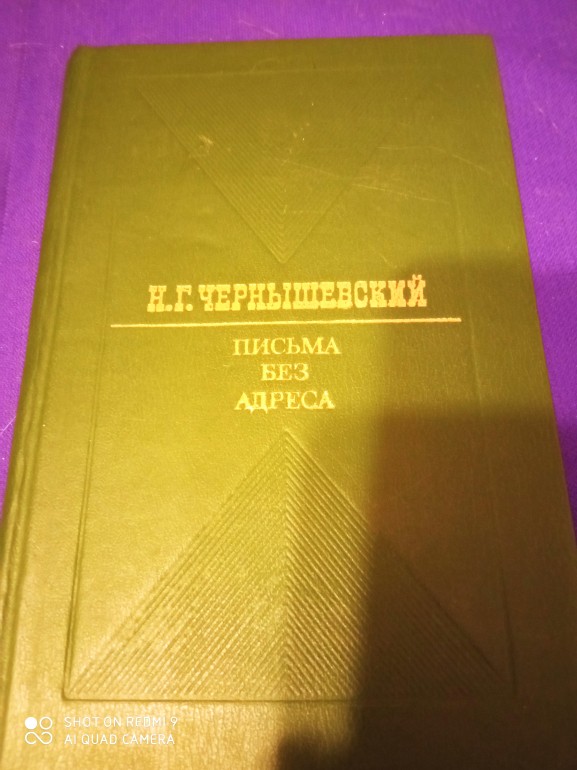 Н.Г.ЧЕРНЫШЕВСКИЙ
ПИСЬМА
БЕЗ
АДРЕСА
SHOT ON REDMI 9
AI QUAD CAMERA